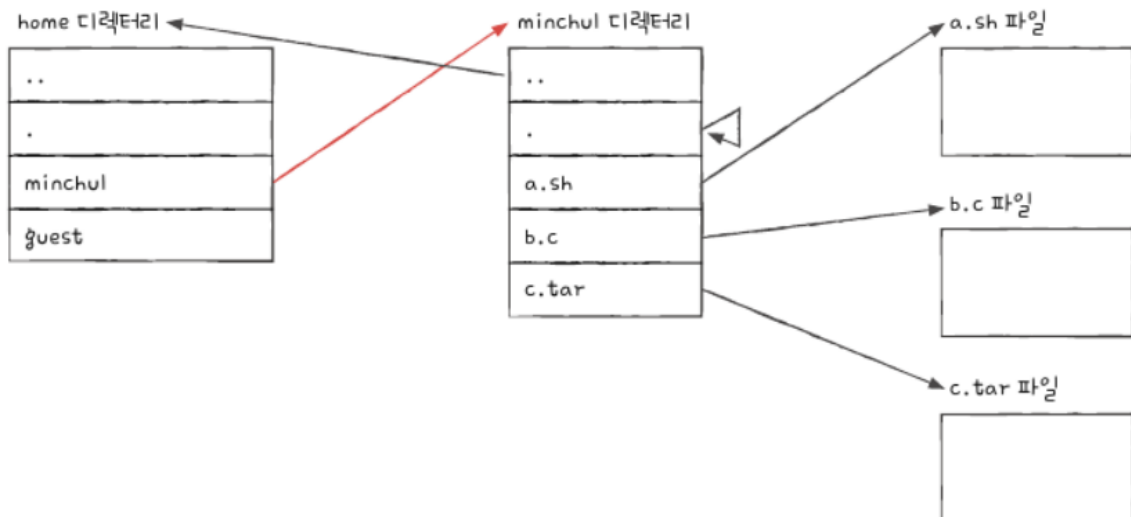 home 디렉터리
..
.
minchul
guest
minchul 디렉터리
..
.
a.sh
b.c
c.tar
a.sh 파일
b.c 파일
c.tar 파일